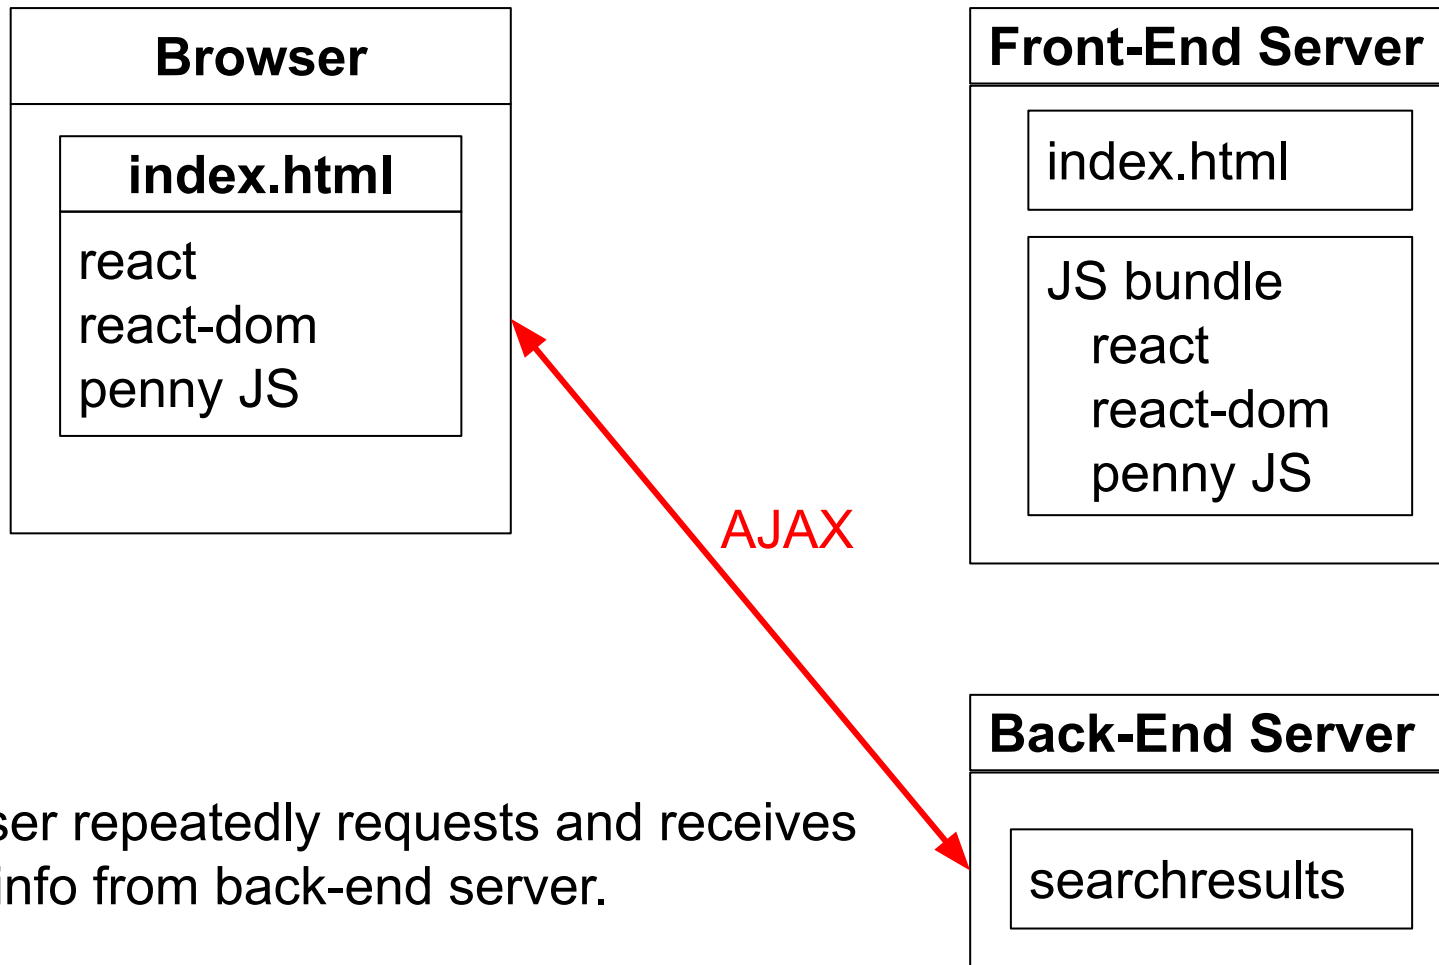 Browser
index.html
react
react-dom
penny JS
Front-End Server
index.html
JS bundle
react
react-dom
penny JS
AJAX
Back-End Server
searchresults
repeatedly requests and receives
info from back-end server.